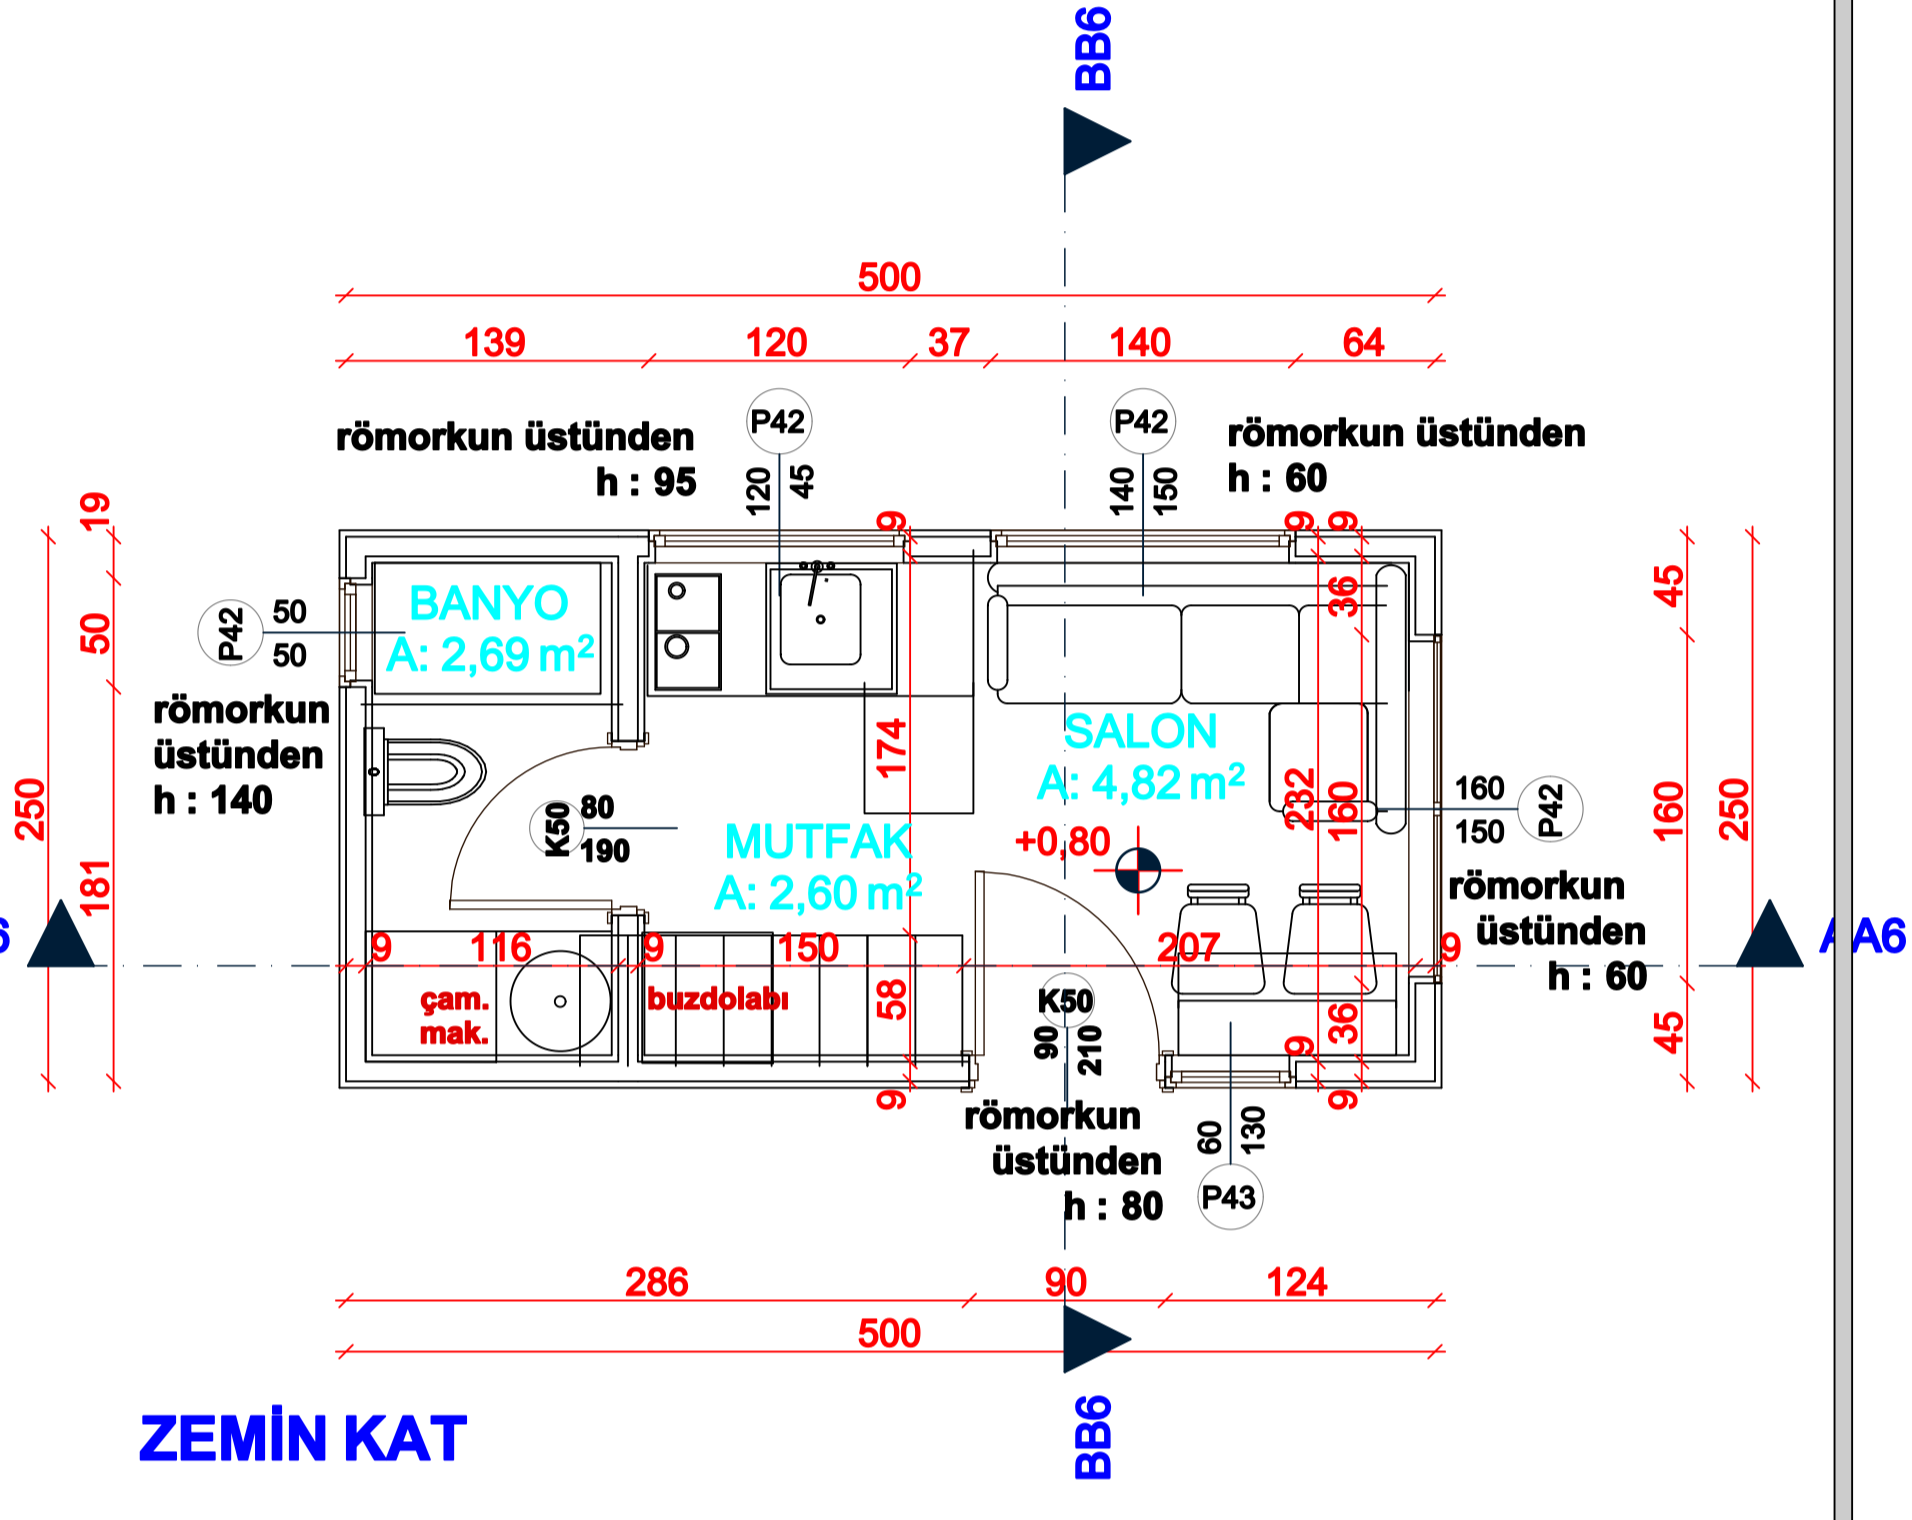 BB6
500
139 120 37 140 64
römorkun üstünden
h : 95
P42
120
45
P42
140
150
römorkun üstünden
h : 60
19
50
181
250
9
9
9
36
45
160
250
45
P42
50
50
BANYO
A: 2,69 m²
römorkun
üstünden
h : 140
174
SALON
A: 4,82 m²
232
160
160
150
P42
K50
80
190
MUTFAK
A: 2,60 m²
+0,80
römorkun
üstünden
h : 60
6
AA6
9 116 9 150 207 9
çam.
mak.
buzdolabı
58
K50
90
210
36
9
9
9
römorkun
üstünden
h : 80
60
130
P43
286 90 124
500
BB6
ZEMİN KAT